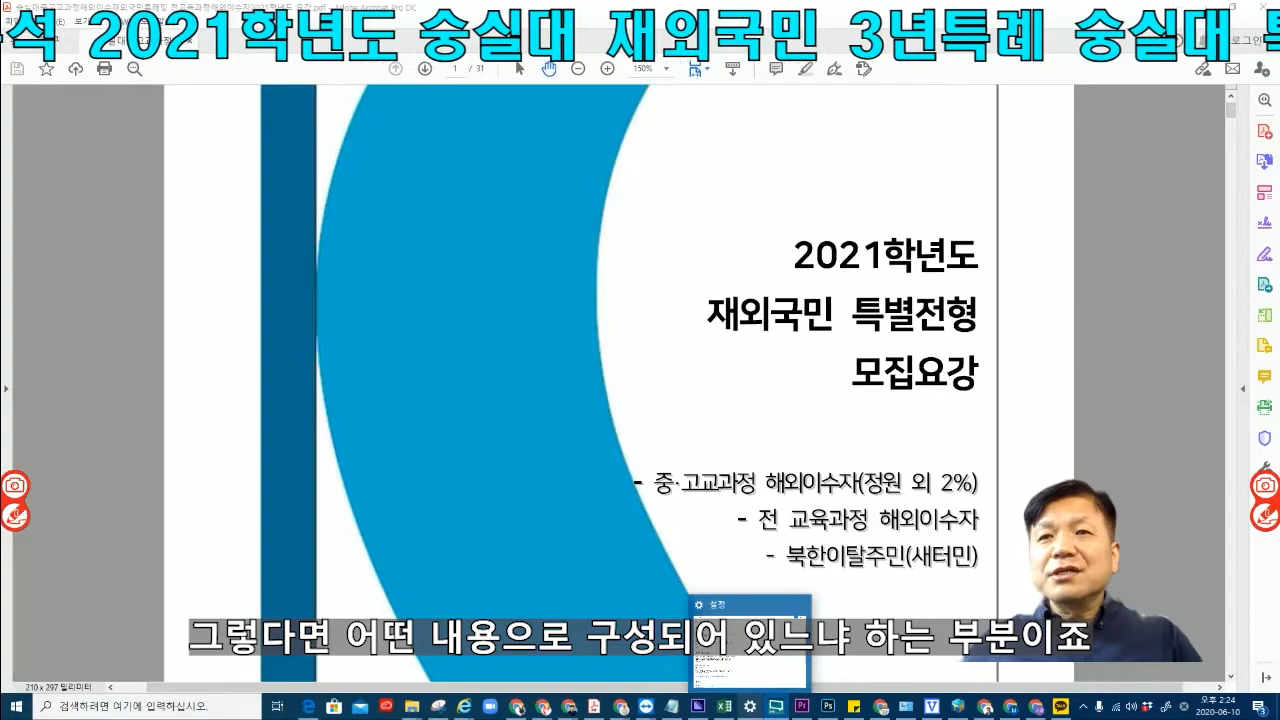 석 2021학년도 숭실대 재외국민 3년특례 숭실대
로그인
1 / 31
150%
2021학년도
재외국민 특별전형
모집요강
- 중·고교과정 해외이수자(정원 외 2%)
- 전 교육과정 해외이수자
- 북한이탈주민(새터민)
설정
그렇다면 어떤 내용으로 구성되어 있느냐 하는 부분이죠
210 x 297 밀리미터
검색하려면 여기에 입력하십시오.
오후 2:24
2020-06-10